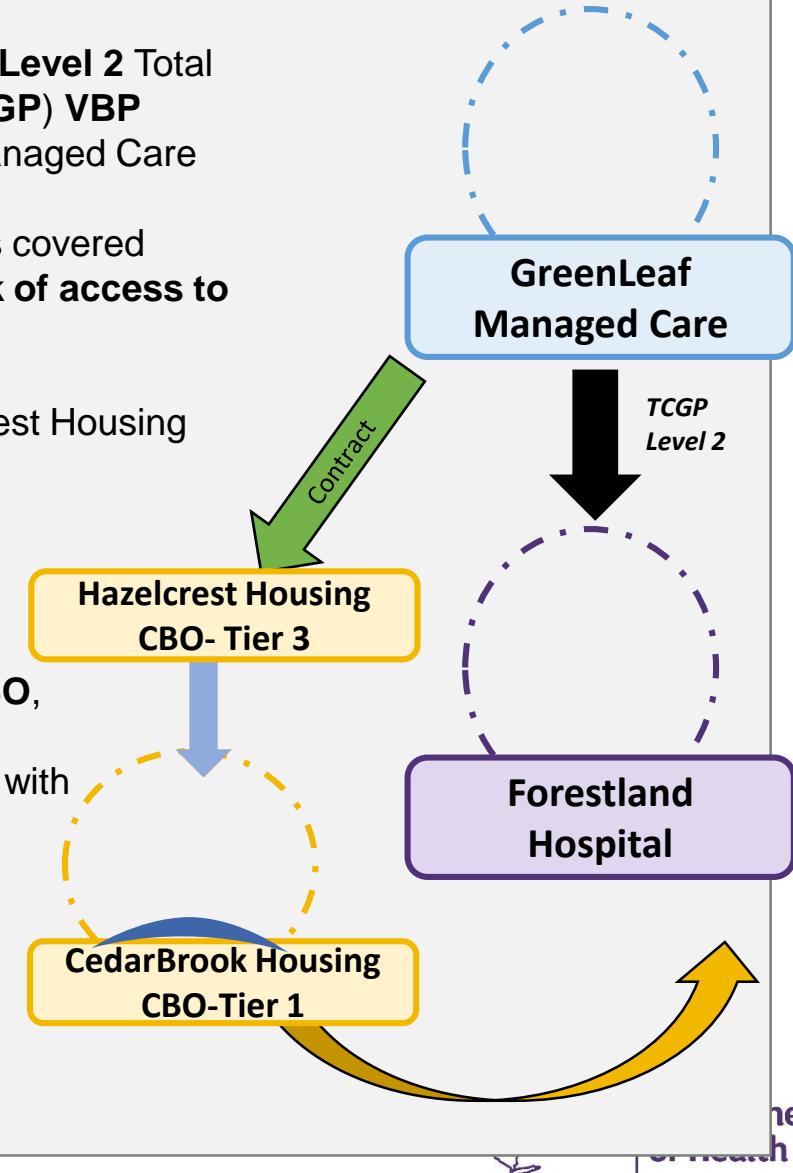 Level 2 Total
GP) VBP
naged Care
covered
of access to
est Housing
O,
with
GreenLeaf
Managed Care
TCGP
Level 2
Contract
Hazelcrest Housing
CBO- Tier 3
Forestland
Hospital
CedarBrook Housing
CBO-Tier 1